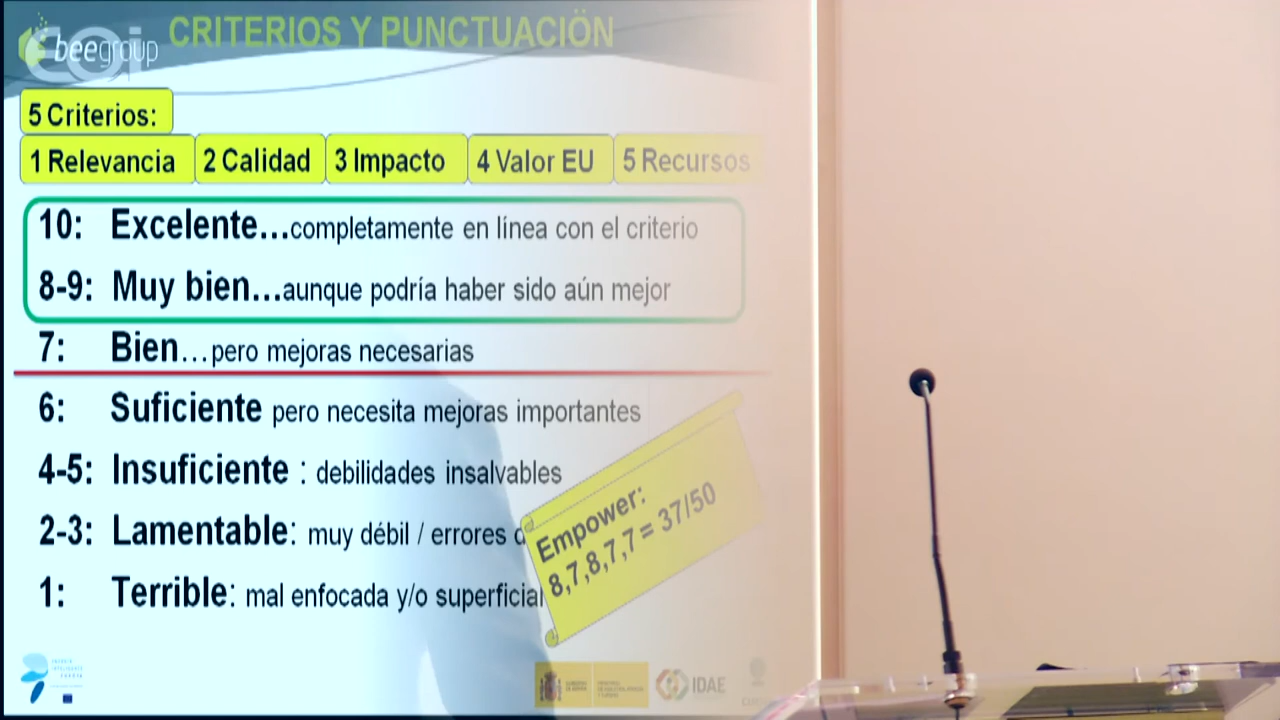 CRITERIOS Y PUNCTUACIÖN
beegroup
eoi
5 Criterios:
1 Relevancia 2 Calidad 3 Impacto 4 Valor EU 5 Recursos
10: Excelente…completamente en línea con el criterio
8-9: Muy bien…aunque podría haber sido aún mejor
7: Bien…pero mejoras necesarias
6: Suficiente pero necesita mejoras importantes
4-5: Insuficiente : debilidades insalvables
2-3: Lamentable: muy débil / errores
1: Terrible: mal enfocada y/o superficial
Empower:
8,7,8,7,7 = 37/50
IDAE